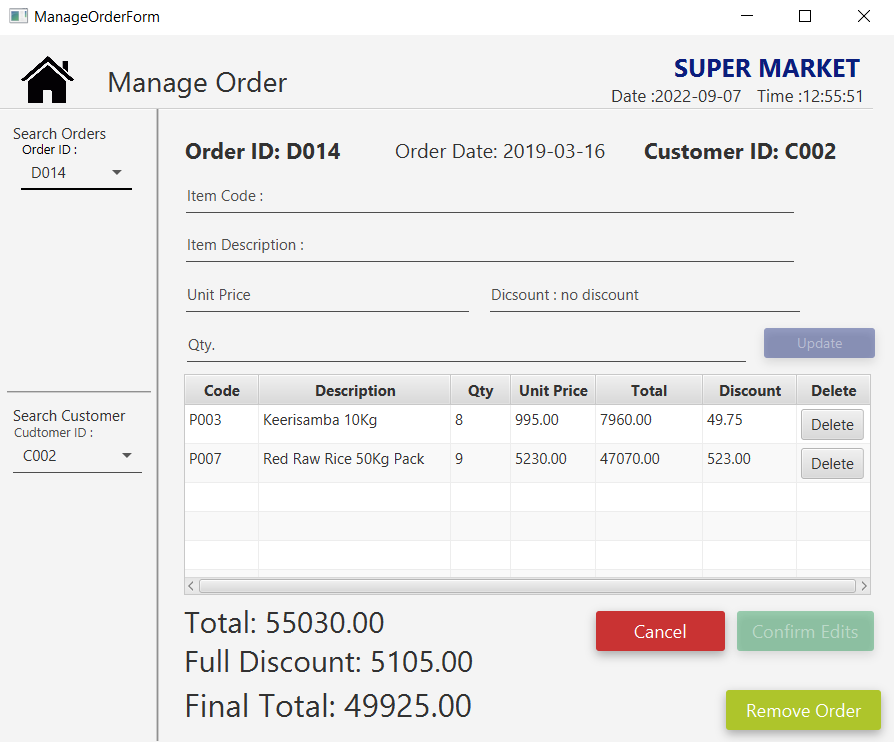 ManageOrderForm
Manage Order
SUPER MARKET
Date :2022-09-07 Time :12:55:51
Search Orders
Order ID :
D014
Order ID: D014 Order Date: 2019-03-16 Customer ID: C002
Item Code :
Item Description :
Unit Price Dicsount : no discount
Qty. Update
Search Customer
Cudtomer ID :
C002
Code Description Qty Unit Price Total Discount Delete
P003 Keerisamba 10Kg 8 995.00 7960.00 49.75 Delete
P007 Red Raw Rice 50Kg Pack 9 5230.00 47070.00 523.00 Delete
Total: 55030.00
Full Discount: 5105.00
Final Total: 49925.00
Cancel Confirm Edits
Remove Order